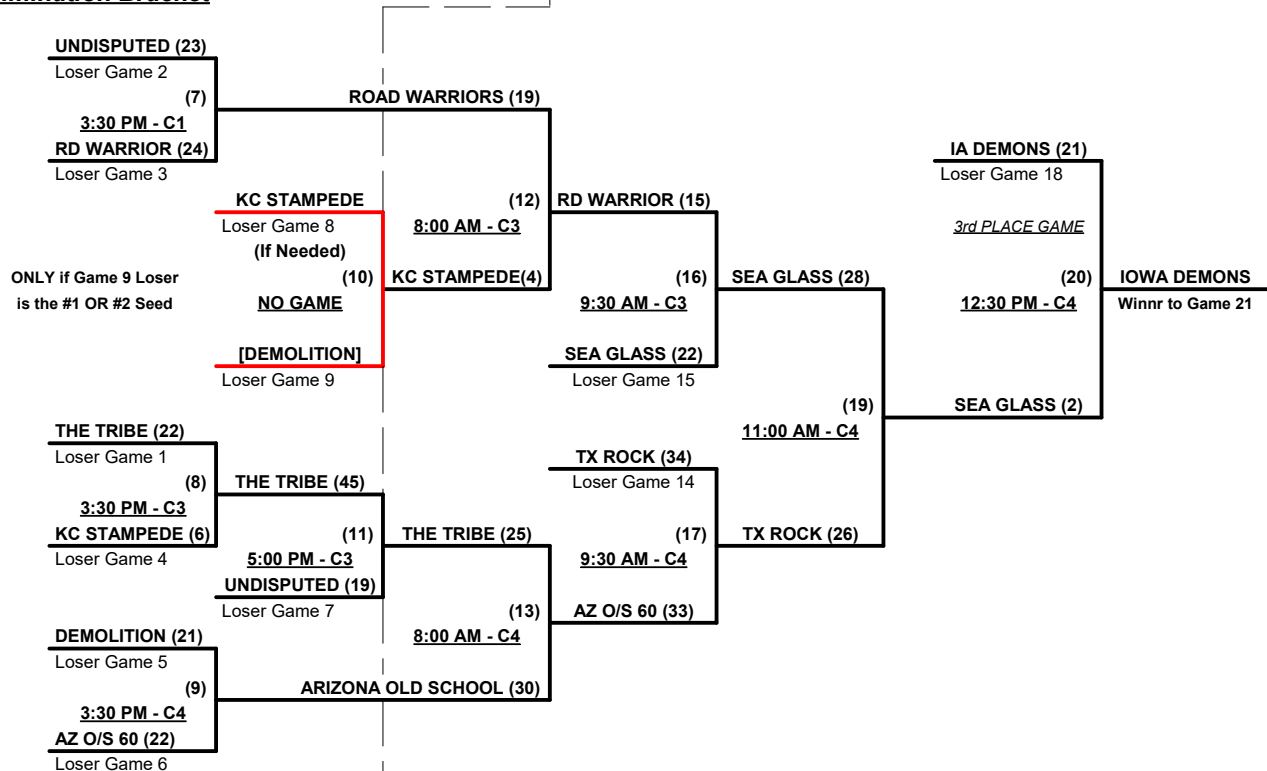 UNDISPUTED (23)
Loser Game 2
(7)
3:30 PM - C1
RD WARRIOR (24)
Loser Game 3
ROAD WARRIORS (19)
KC STAMPEDE
Loser Game 8
(If Needed)
(10)
NO GAME
[DEMOLITION]
Loser Game 9
ONLY if Game 9 Loser
is the #1 OR #2 Seed
(12)
8:00 AM - C3
KC STAMPEDE(4)
RD WARRIOR (15)
(16)
9:30 AM - C3
SEA GLASS (22)
Loser Game 15
SEA GLASS (28)
THE TRIBE (22)
Loser Game 1
(8)
3:30 PM - C3
KC STAMPEDE (6)
Loser Game 4
THE TRIBE (45)
(11)
5:00 PM - C3
UNDISPUTED (19)
Loser Game 7
THE TRIBE (25)
DEMOLITION (21)
Loser Game 5
(9)
3:30 PM - C4
AZ O/S 60 (22)
Loser Game 6
ARIZONA OLD SCHOOL (30)
(13)
8:00 AM - C4
TX ROCK (34)
Loser Game 14
(17)
9:30 AM - C4
AZ O/S 60 (33)
TX ROCK (26)
(19)
11:00 AM - C4
IA DEMONS (21)
Loser Game 18
3rd PLACE GAME
(20)
12:30 PM - C4
SEA GLASS (2)
IOWA DEMONS
Winnr to Game 21